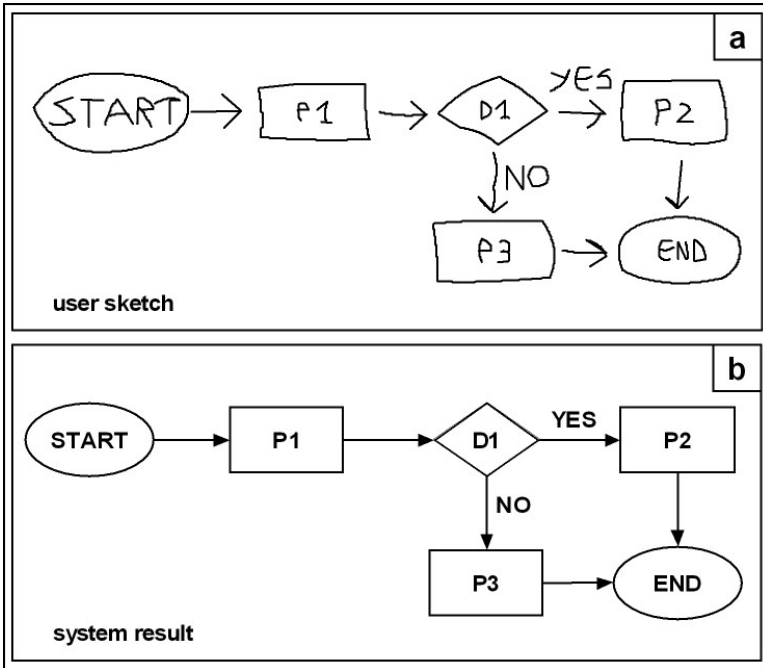 a
START
P1
D1
YES
P2
NO
P3
END
user sketch
b
START
P1
D1
YES
P2
NO
P3
END
system result